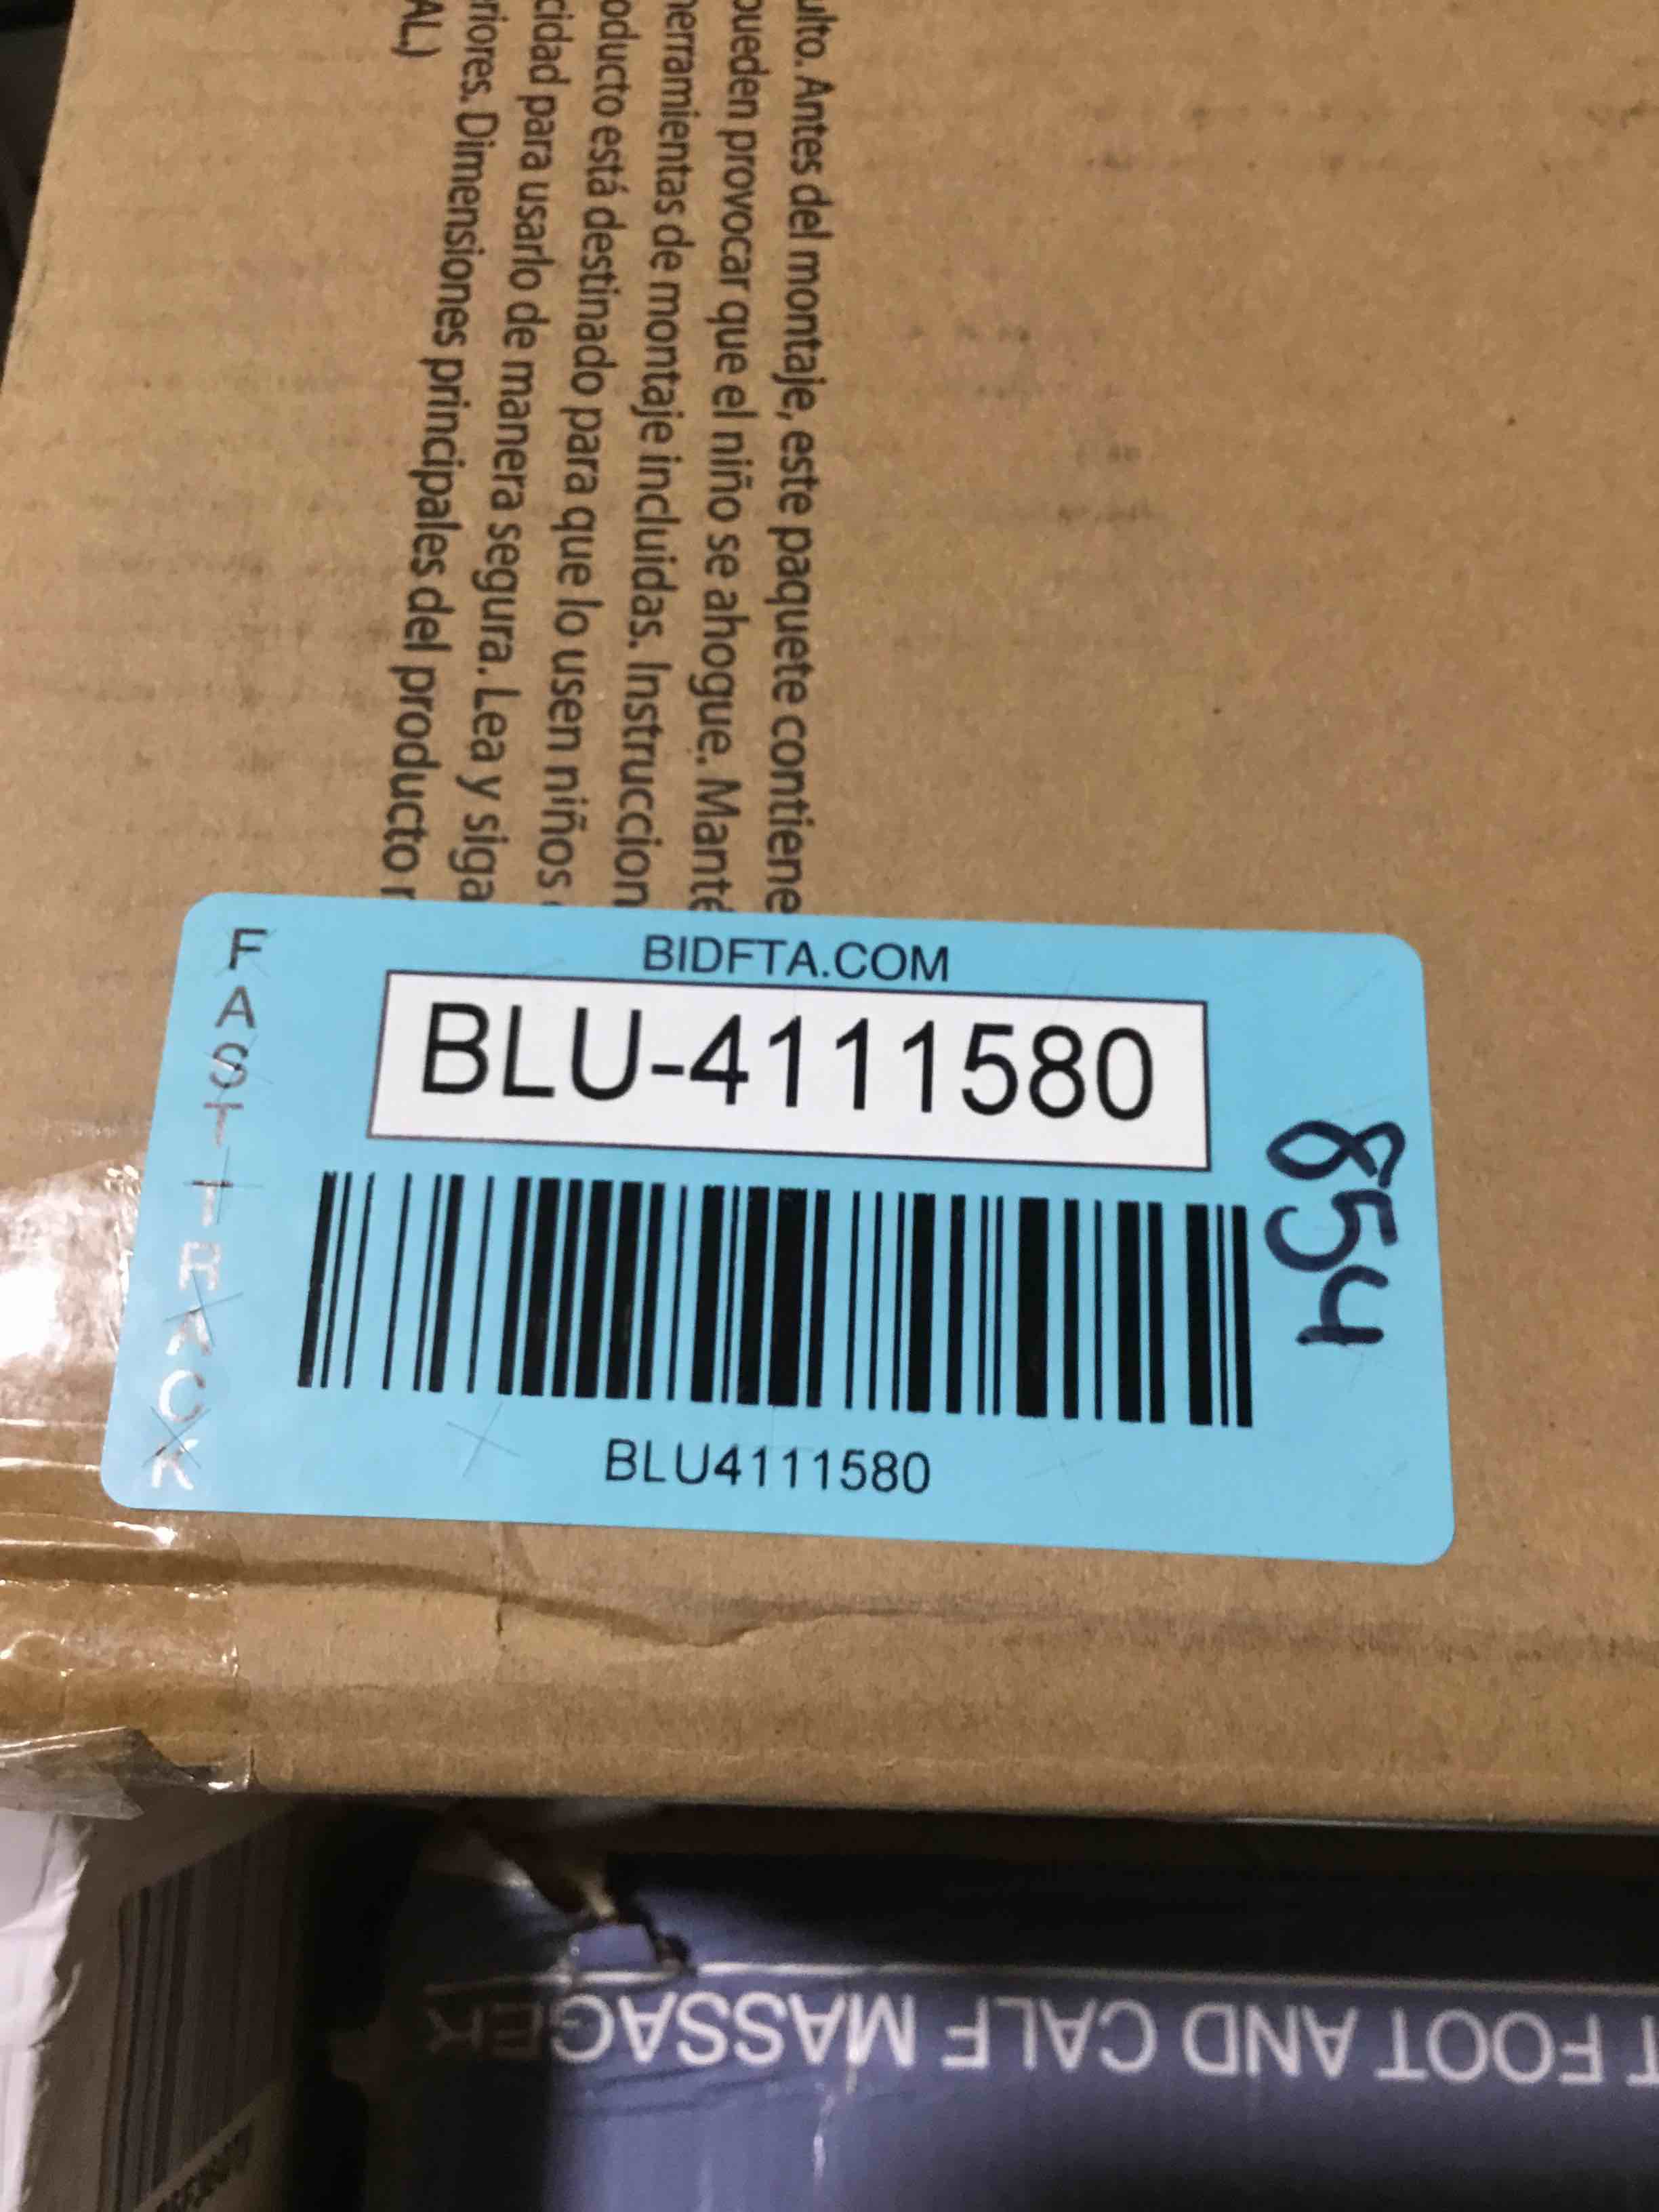 ulto. Antes del montaje, este paquete contiene
pueden provocar que el niño se ahogue. Manté
herramientas de montaje incluidas. Instruccion
oducto está destinado para que lo usen niños
cidad para usarlo de manera segura. Lea y siga
riores. Dimensiones principales del producto r
AL)
FAST TRACK
BIDFTA.COM
BLU-4111580
854
BLU4111580
T FOOT AND CALF MASSAGER